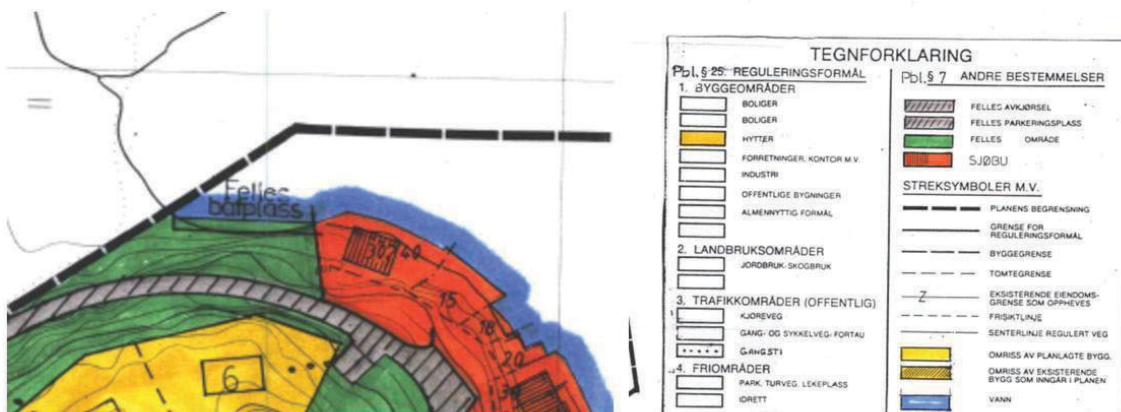 Felles
båtplass
40
15
18
20
6
TEGNFORKLARING
Pbl. § 25. REGULERINGSFORMÅL
1. BYGGEOMRÅDER
BOLIGER
BOLIGER
HYTTER
FORRETNINGER, KONTOR M.V.
INDUSTRI
OFFENTLIGE BYGNINGER
ALMENNYTTIG FORMÅL
2. LANDBRUKSOMRÅDER
JORDBRUK-SKOGBRUK
3. TRAFIKKOMRÅDER (OFFENTLIG)
KJØREVEG
GANG- OG SYKKELVEG-FORTAU
GANGSTI
4. FRIOMRÅDER
PARK, TURVEG, LEKEPLASS
IDRETT
Pbl. § 7 ANDRE BESTEMMELSER
FELLES AVKJØRSEL
FELLES PARKERINGSPLASS
FELLES OMRÅDE
SJØBU
STREKSYMBOLER M.V.
PLANENS BEGRENSNING
GRENSE FOR
REGULERINGSFORMÅL
BYGGEGRENSE
TOMTEGRENSE
Z
EKSISTERENDE EIENDOMS-
GRENSE SOM OPPHEVES
FRISIKTLINJE
SENTERLINJE REGULERT VEG
OMRISS AV PLANLAGTE BYGG.
OMRISS AV EKSISTERENDE
BYGG SOM INNGÅR I PLANEN
VANN